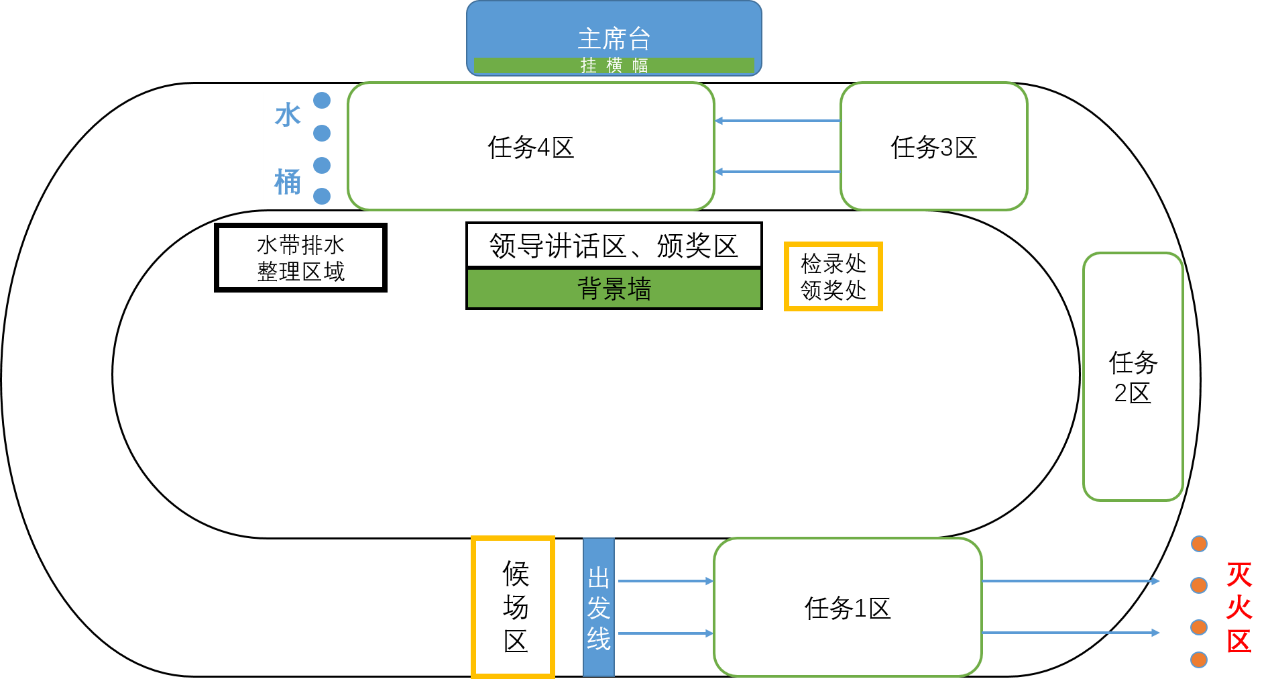 主席台
挂 横 幅
水
桶
任务4区
任务3区
水带排水
整理区域
领导讲话区、颁奖区
背景墙
检录处
领奖处
任务
2区
候
场
区
出
发
线
任务1区
灭
火
区